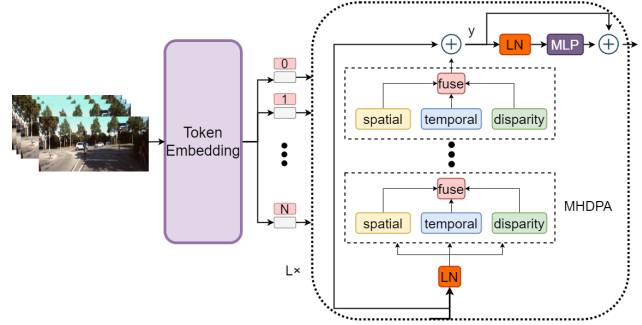 Token
Embedding
0
1
N
L×
y
LN
MLP
fuse
spatial
temporal
disparity
fuse
spatial
temporal
disparity
MHDPA
LN